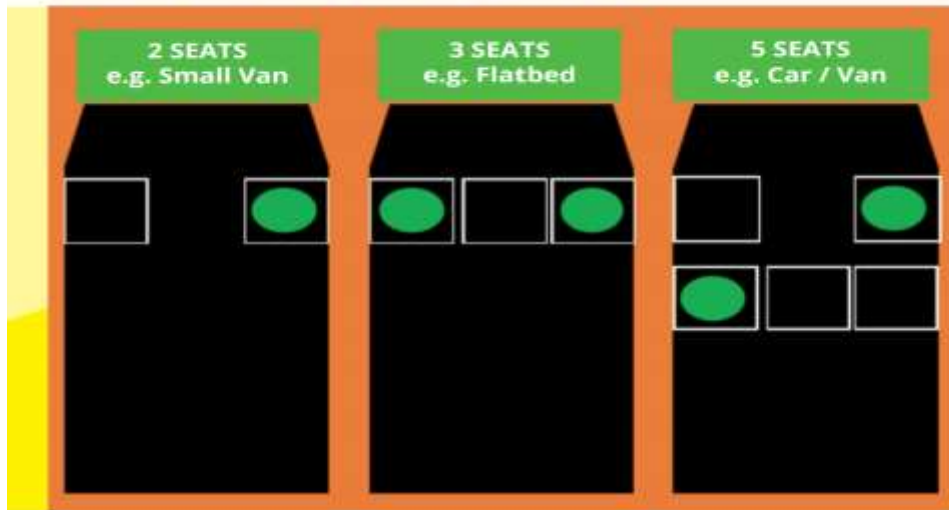 2 SEATS
e.g. Small Van
3 SEATS
e.g. Flatbed
5 SEATS
e.g. Car / Van